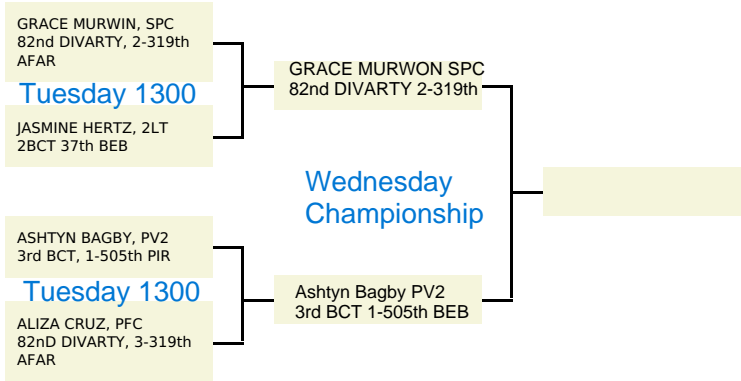 GRACE MURWIN, SPC
82nd DIVARTY, 2-319th
AFAR
Tuesday 1300
JASMINE HERTZ, 2LT
2BCT 37th BEB
GRACE MURWON SPC
82nd DIVARTY 2-319th
Wednesday
Championship
ASHTYN BAGBY, PV2
3rd BCT, 1-505th PIR
Tuesday 1300
ALIZA CRUZ, PFC
82nD DIVARTY, 3-319th
AFAR
Ashtyn Bagby PV2
3rd BCT 1-505th BEB